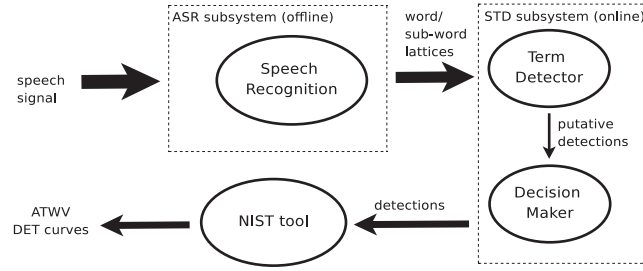 ASR subsystem (offline)
speech
signal
Speech
Recognition
word/
sub-word
lattices
STD subsystem (online)
Term
Detector
putative
detections
Decision
Maker
detections
NIST tool
ATWV
DET curves